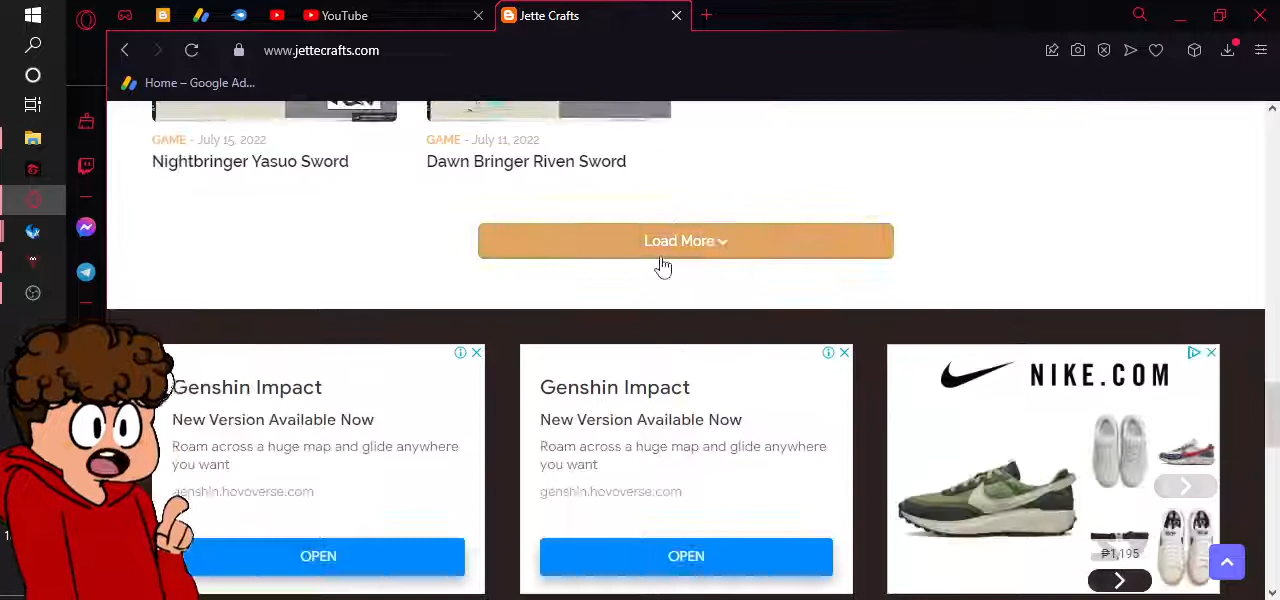 YouTube
Jette Crafts
www.jettecrafts.com
Home – Google Ad...
GAME - July 15, 2022
Nightbringer Yasuo Sword
GAME - July 11, 2022
Dawn Bringer Riven Sword
Load More
Genshin Impact
New Version Available Now
Roam across a huge map and glide anywhere
you want
genshin.hoyoverse.com
OPEN
Genshin Impact
New Version Available Now
Roam across a huge map and glide anywhere
you want
genshin.hoyoverse.com
OPEN
NIKE.COM
₱1,195